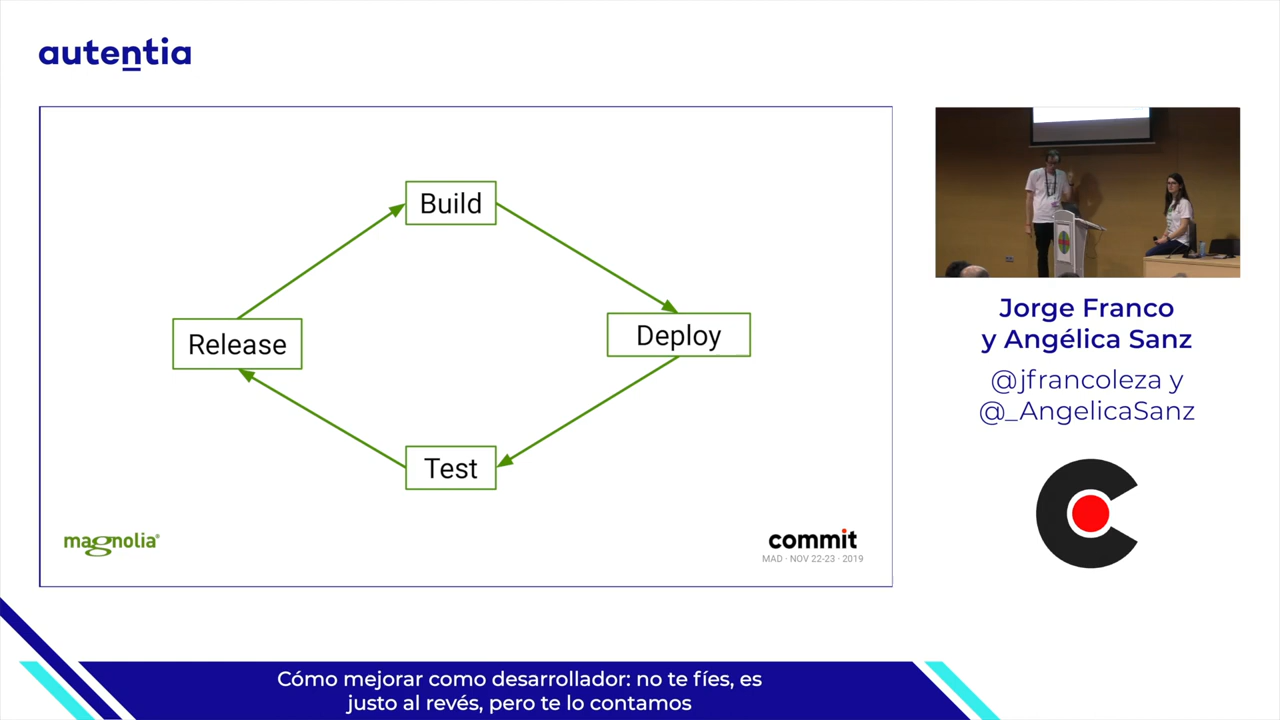 autentia
Build
Deploy
Release
Test
magnolia®
commit
MAD · NOV 22-23 · 2019
Jorge Franco
y Angélica Sanz
@jfrancoleza y
@_AngelicaSanz
Cómo mejorar como desarrollador: no te fíes, es
justo al revés, pero te lo contamos